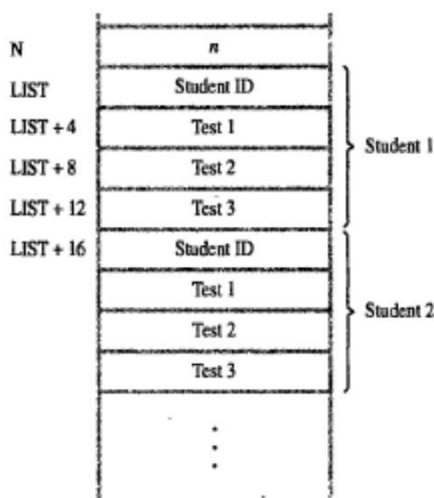 N n
LIST Student ID
LIST + 4 Test 1
Student 1
LIST + 8 Test 2
LIST + 12 Test 3
LIST + 16 Student ID
Test 1
Student 2
Test 2
Test 3